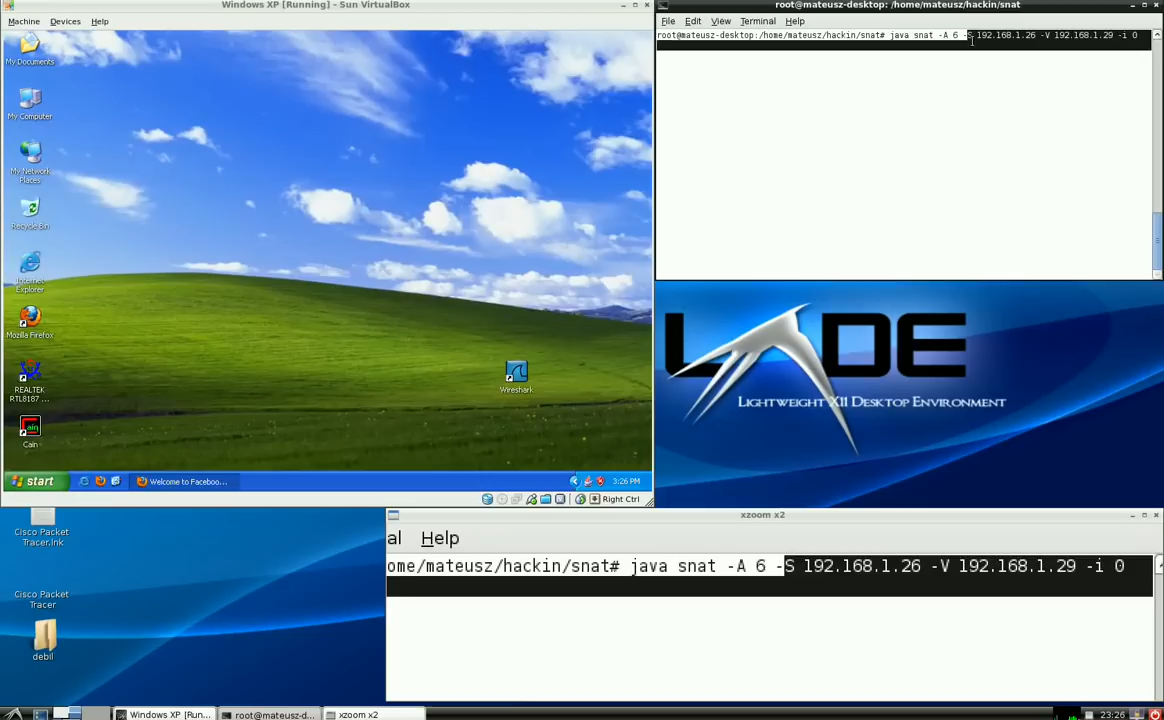 Windows XP [Running] - Sun VirtualBox
Machine Devices Help
My Documents
My Computer
My Network
Places
Recycle Bin
Internet
Explorer
Mozilla Firefox
REALTEK
RTL8187 ...
Cain
Cain
Wireshark
start
Welcome to Faceboo...
3:26 PM
Right Ctrl
root@mateusz-desktop: /home/mateusz/hackin/snat
File Edit View Terminal Help
root@mateusz-desktop:/home/mateusz/hackin/snat# java snat -A 6 -S 192.168.1.26 -V 192.168.1.29 -i 0
LXDE
LIGHTWEIGHT X11 DESKTOP ENVIRONMENT
Cisco Packet
Tracer.lnk
Cisco Packet
Tracer
debil
xzoom x2
al Help
ome/mateusz/hackin/snat# java snat -A 6 -S 192.168.1.26 -V 192.168.1.29 -i 0
Windows XP [Run...
root@mateusz-d...
xzoom x2
23:26